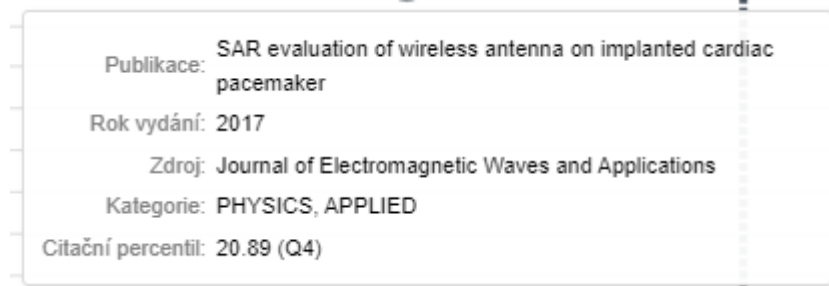 Publikace: SAR evaluation of wireless antenna on implanted cardiac
pacemaker
Rok vydání: 2017
Zdroj: Journal of Electromagnetic Waves and Applications
Kategorie: PHYSICS, APPLIED
Citační percentil: 20.89 (Q4)